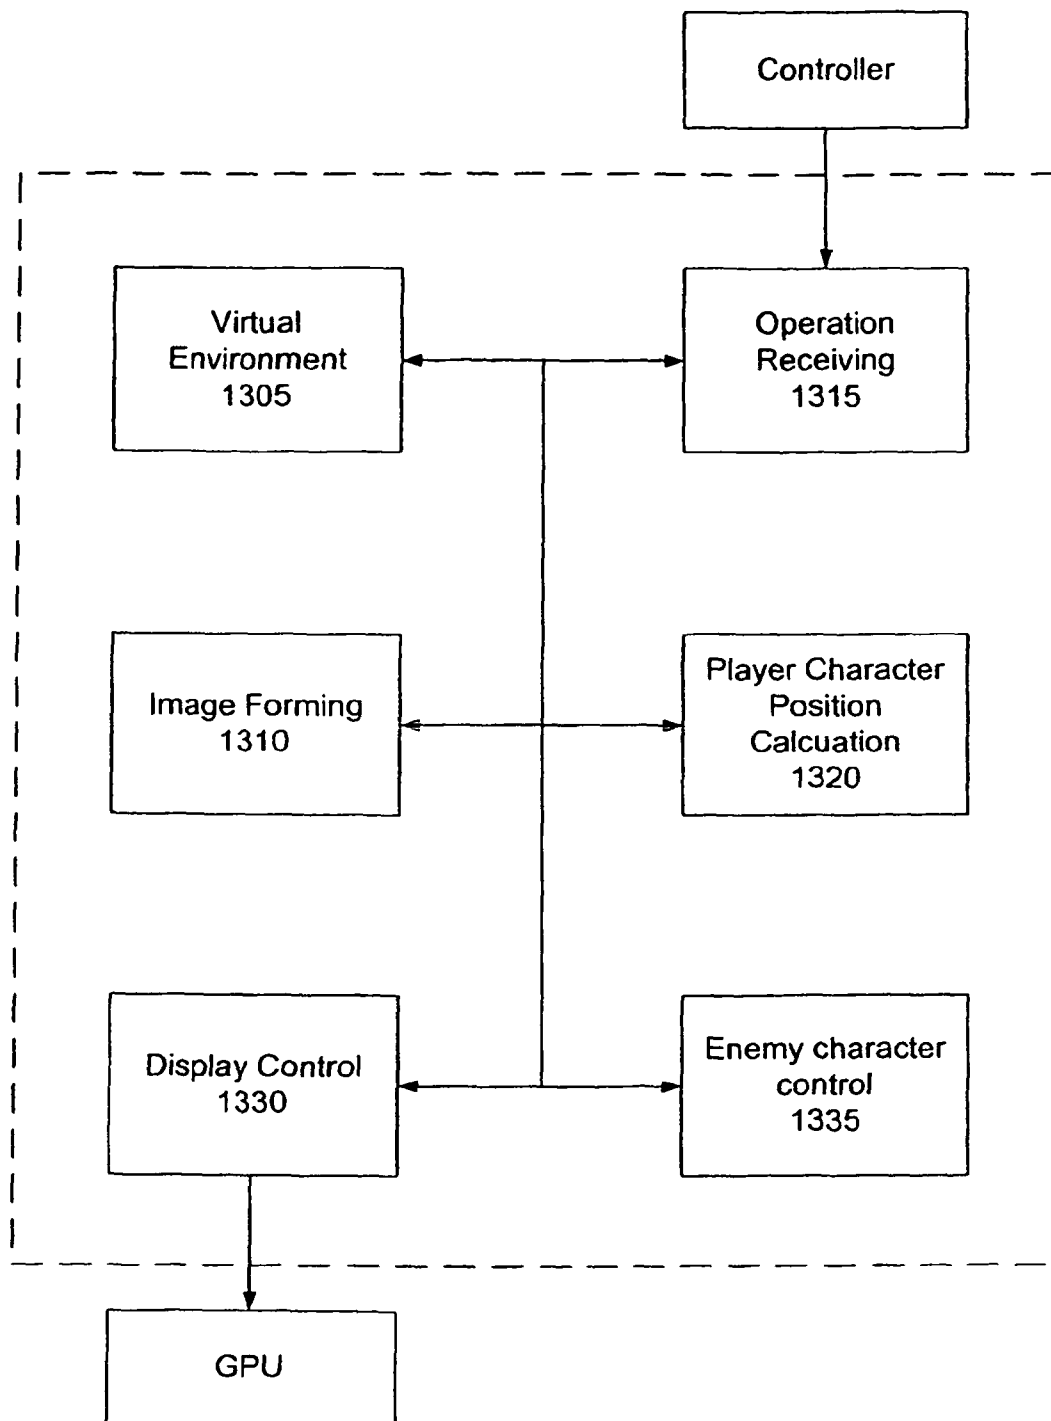 Controller
Virtual
Environment
1305
Operation
Receiving
1315
Image Forming
1310
Player Character
Position
Calcuation
1320
Display Control
1330
Enemy character
control
1335
GPU